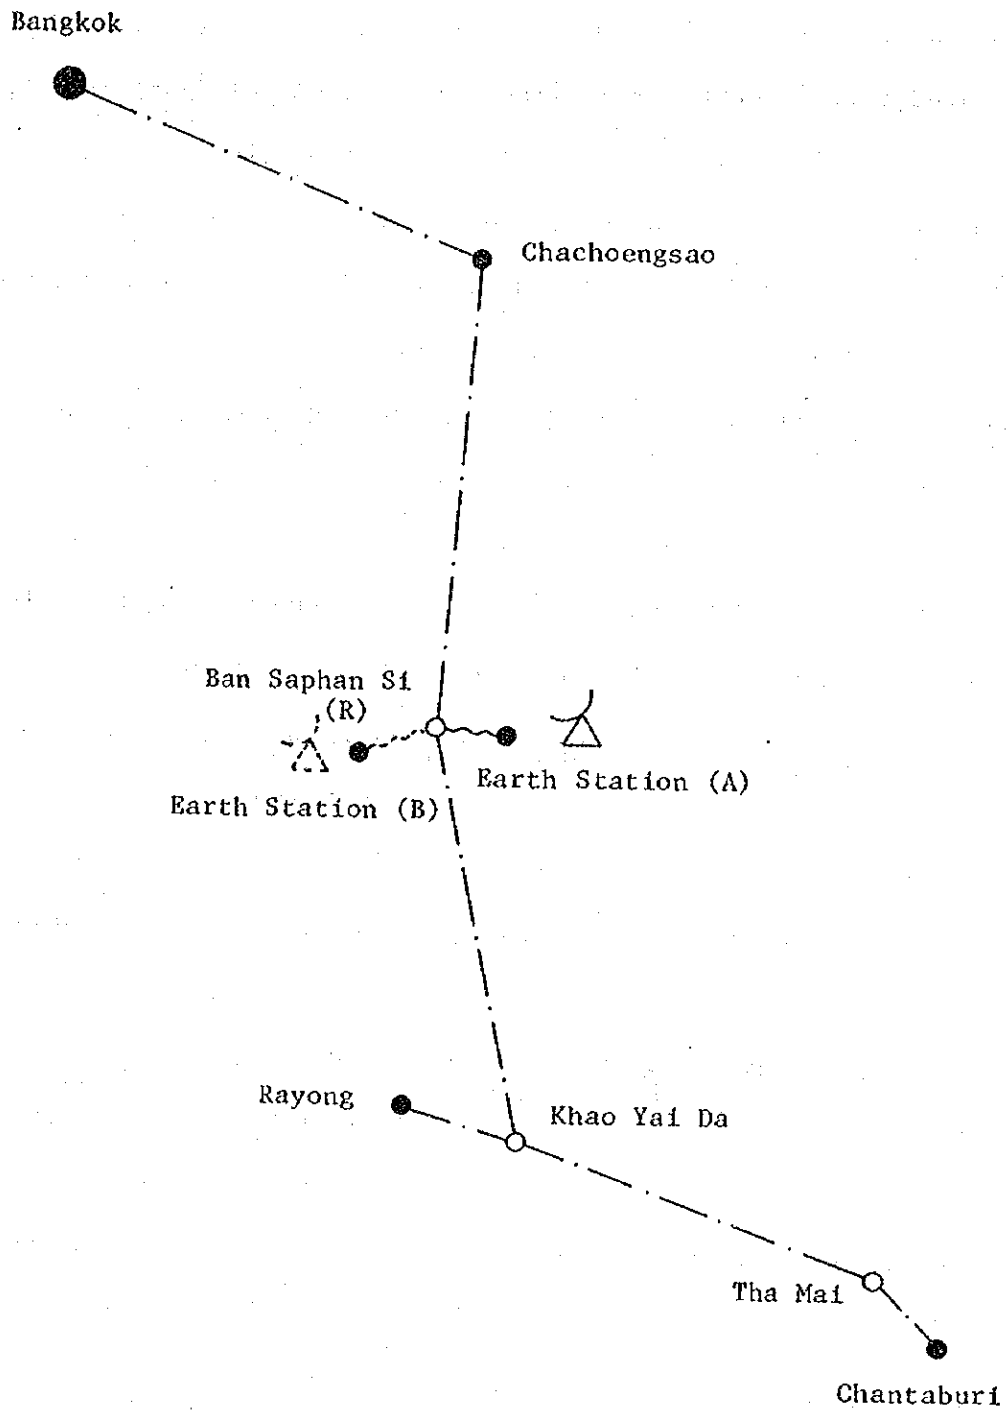 Bangkok
Chachoengsao
Ban Saphan Si
(R)
Earth Station (A)
Earth Station (B)
Rayong
Khao Yai Da
Tha Mai
Chantaburi